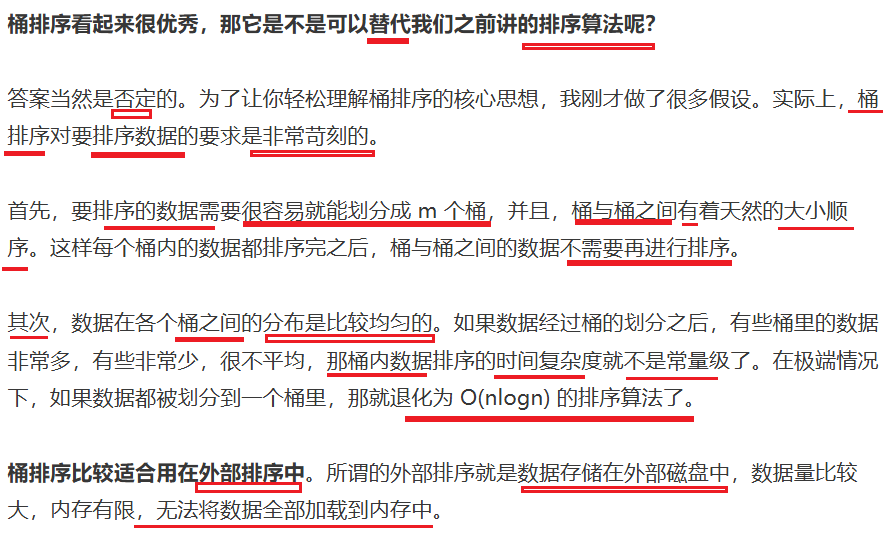 桶排序看起来很优秀，那它是不是可以替代我们之前讲的排序算法呢？
答案当然是否定的。为了让你轻松理解桶排序的核心思想，我刚才做了很多假设。实际上，桶
排序对要排序数据的要求是非常苛刻的。
首先，要排序的数据需要很容易就能划分成 m 个桶，并且，桶与桶之间有着天然的大小顺
序。这样每个桶内的数据都排序完之后，桶与桶之间的数据不需要再进行排序。
其次，数据在各个桶之间的分布是比较均匀的。如果数据经过桶的划分之后，有些桶里的数据
非常多，有些非常少，很不平均，那桶内数据排序的时间复杂度就不是常量级了。在极端情况
下，如果数据都被划分到一个桶里，那就退化为 O(nlogn) 的排序算法了。
桶排序比较适合用在外部排序中。所谓的外部排序就是数据存储在外部磁盘中，数据量比较
大，内存有限，无法将数据全部加载到内存中。